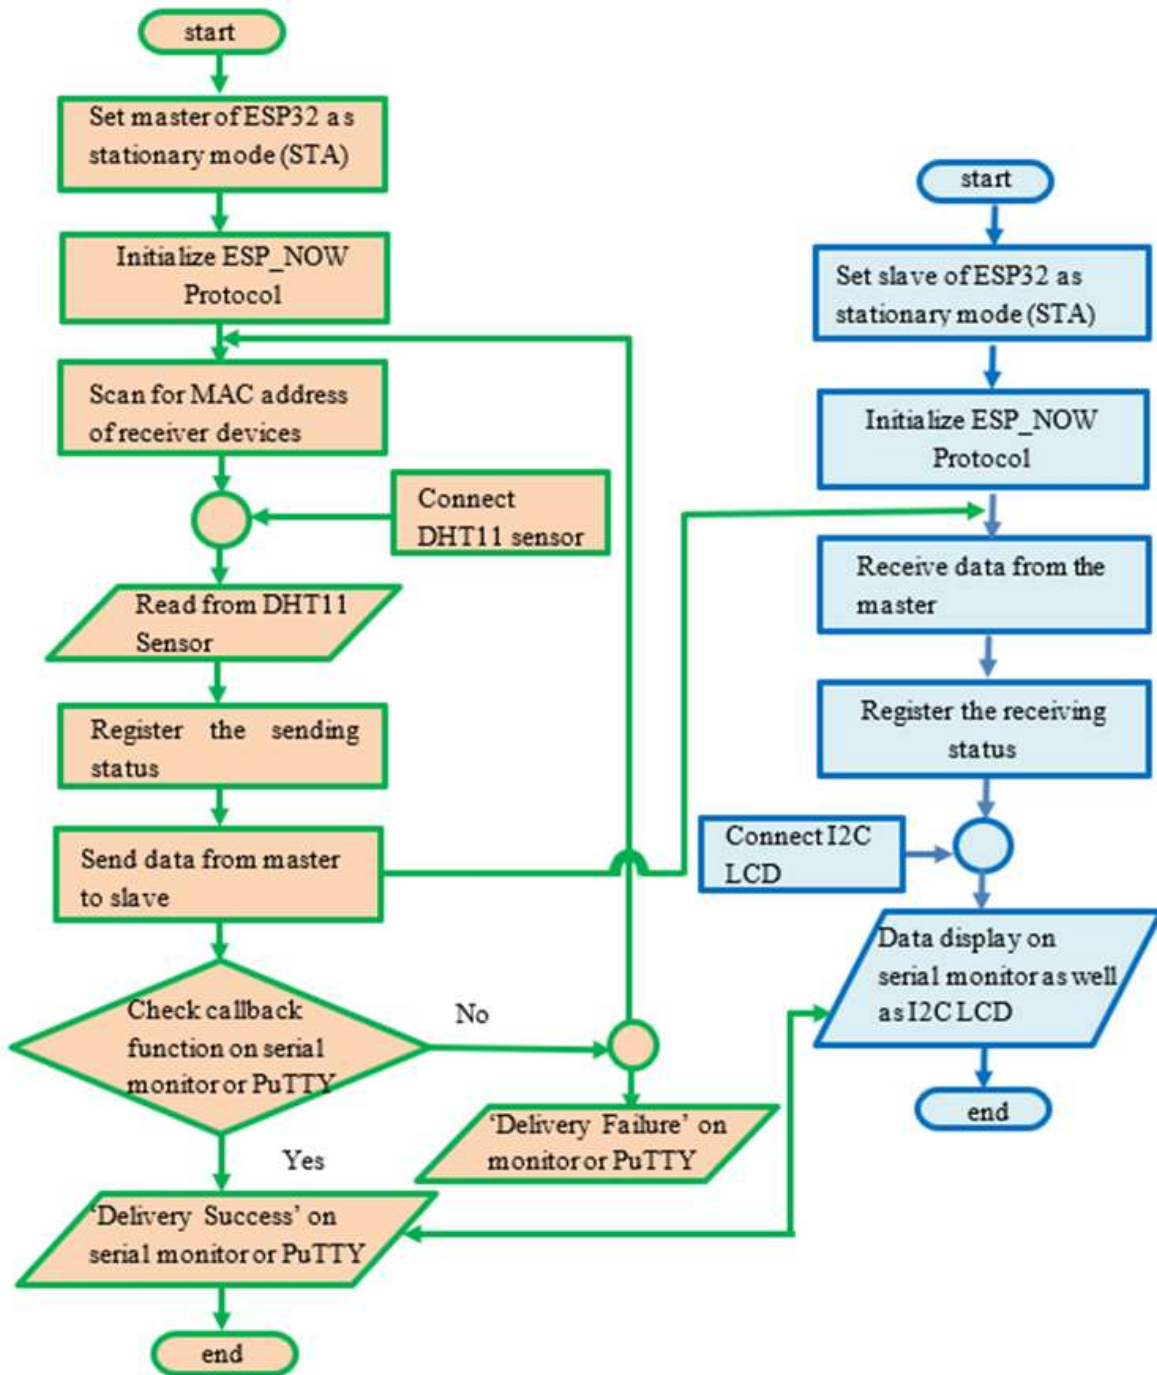 start
Set master of ESP32 as
stationary mode (STA)
Initialize ESP_NOW
Protocol
Scan for MAC address
of receiver devices
Connect
DHT11 sensor
Read from DHT11
Sensor
Register the sending
status
Send data from master
to slave
Check callback
function on serial
monitor or PuTTY
No
Yes
‘Delivery Failure’ on
monitor or PuTTY
‘Delivery Success’ on
serial monitor or PuTTY
end
start
Set slave of ESP32 as
stationary mode (STA)
Initialize ESP_NOW
Protocol
Receive data from the
master
Register the receiving
status
Connect I2C
LCD
Data display on
serial monitor as well
as I2C LCD
end